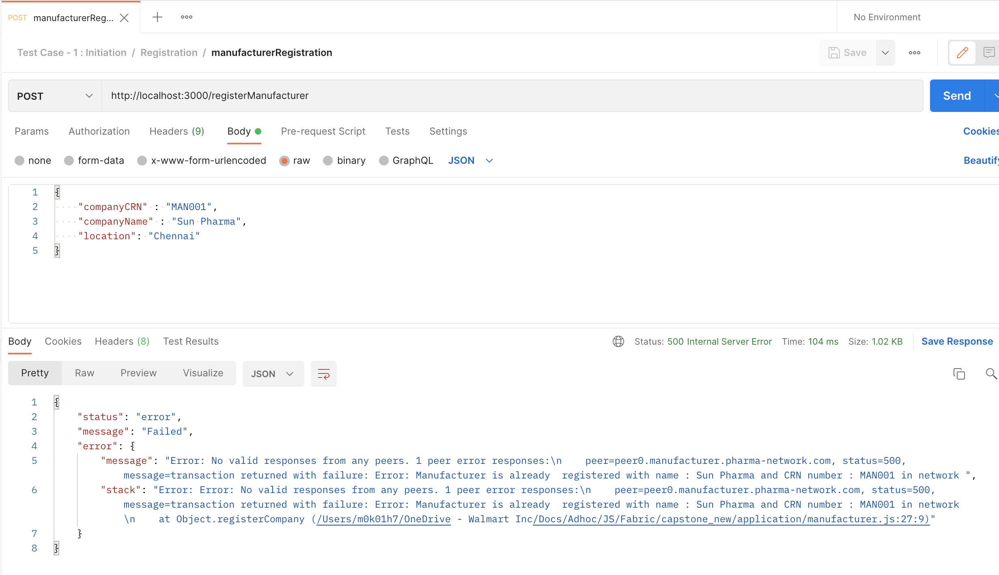 POST manufacturerReg...
No Environment
Test Case - 1 : Initiation / Registration / manufacturerRegistration
Save
POST
http://localhost:3000/registerManufacturer
Send
Params Authorization Headers (9) Body Pre-request Script Tests Settings
Cookies
none form-data x-www-form-urlencoded raw binary GraphQL JSON
Beautify
1 {
2 "companyCRN" : "MAN001",
3 "companyName" : "Sun Pharma",
4 "location": "Chennai"
5 }
Body Cookies Headers (8) Test Results
Status: 500 Internal Server Error Time: 104 ms Size: 1.02 KB
Save Response
Pretty Raw Preview Visualize JSON
1 {
2 "status": "error",
3 "message": "Failed",
4 "error": {
5 "message": "Error: No valid responses from any peers. 1 peer error responses:\n    peer=peer0.manufacturer.pharma-network.com, status=500,
message=transaction returned with failure: Error: Manufacturer is already  registered with name : Sun Pharma and CRN number : MAN001 in network ",
6 "stack": "Error: Error: No valid responses from any peers. 1 peer error responses:\n    peer=peer0.manufacturer.pharma-network.com, status=500,
message=transaction returned with failure: Error: Manufacturer is already  registered with name : Sun Pharma and CRN number : MAN001 in network
\n    at Object.registerCompany (/Users/m0k01h7/OneDrive - Walmart Inc/Docs/Adhoc/JS/Fabric/capstone_new/application/manufacturer.js:27:9)"
7 }
8 }